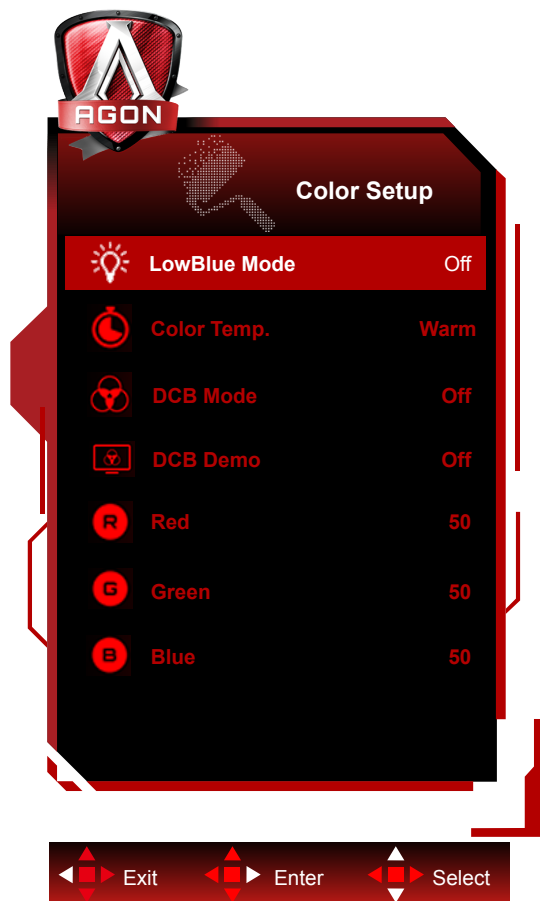 AGON
Color Setup
LowBlue Mode Off
Color Temp. Warm
DCB Mode Off
DCB Demo Off
R Red 50
G Green 50
B Blue 50
Exit Enter Select